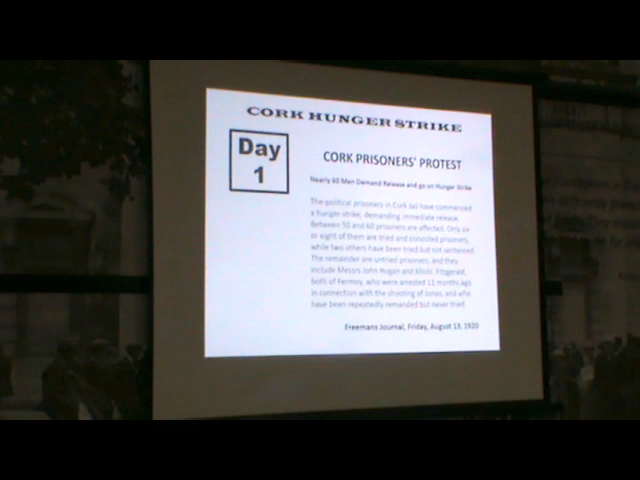 CORK HUNGER STRIKE
Day
1
CORK PRISONERS' PROTEST
Nearly 60 Men Demand Release and go on Hunger Strike
The political prisoners in Cork Jail have commenced
a hunger strike, demanding immediate release.
Between 50 and 60 prisoners are affected. Only six
or eight of them are tried and convicted prisoners,
while two others have been tried but not sentenced.
The remainder are untried prisoners, and they
include Messrs John Hogan and Michl. Fitzgerald,
both of Fermoy, who were arrested 11 months ago
in connection with the shooting of Jones, and who
have been repeatedly remanded but never tried.
Freemans Journal, Friday, August 13, 1920